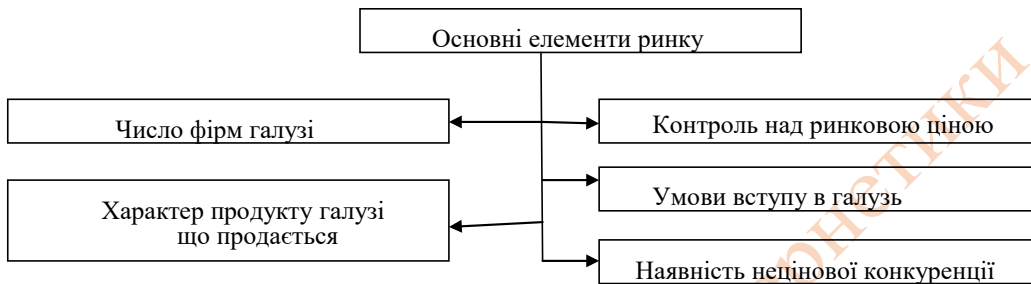 Основні елементи ринку
Число фірм галузі
Контроль над ринковою ціною
Характер продукту галузі
що продається
Умови вступу в галузь
Наявність нецінової конкуренції